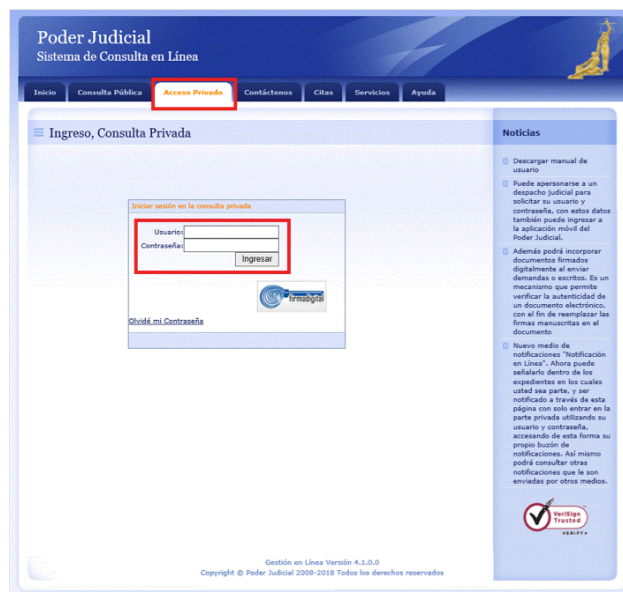 Poder Judicial
Sistema de Consulta en Línea
Inicio Consulta Pública Acceso Privado Contáctenos Citas Servicios Ayuda
Ingreso, Consulta Privada
Iniciar sesión en la consulta privada
Usuario:
Contraseña:
Ingresar
firmadigital
Olvidé mi Contraseña
Noticias
Descargar manual de
usuario
Puede apersonarse a un
despacho judicial para
solicitar su usuario y
contraseña, con estos datos
también puede ingresar a
la aplicación móvil del
Poder Judicial.
Además podrá incorporar
documentos firmados
digitalmente al enviar
demandas o escritos. Es un
mecanismo que permite
verificar la autenticidad de
un documento electrónico,
con el fin de reemplazar las
firmas manuscritas en el
documento
Nuevo medio de
notificaciones "Notificación
en Línea". Ahora puede
señalarlo dentro de los
expedientes en los cuales
usted sea parte, y ser
notificado a través de esta
página con solo entrar en la
parte privada utilizando su
usuario y contraseña,
accesando de esta forma su
propio buzón de
notificaciones. Así mismo
podrá consultar otras
notificaciones que le son
enviadas por otros medios.
VeriSign
Trusted
VERIFY
Gestión en Línea Versión 4.1.0.0
Copyright © Poder Judicial 2008-2018 Todos los derechos reservados